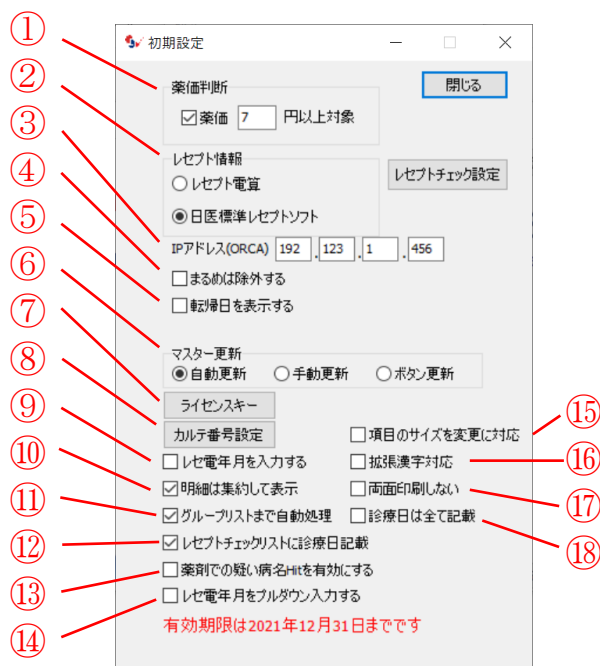 ①
初期設定
②
薬価判断
閉じる
薬価 7 円以上対象
③
レセプト情報
レセプト電算
レセプトチェック設定
④
日医標準レセプトソフト
⑤
IPアドレス(ORCA) 192 . 123 . 1 . 456
⑥
まるめは除外する
転帰日を表示する
⑦
マスター更新
⑧
自動更新 手動更新 ボタン更新
ライセンスキー
⑨
カルテ番号設定
項目のサイズを変更に対応
⑮
⑩
レセ電年月を入力する
拡張漢字対応
⑯
明細は集約して表示
両面印刷しない
⑰
⑪
グループリストまで自動処理
診療日は全て記載
⑱
⑫
レセプトチェックリストに診療日記載
⑬
薬剤での疑い病名Hitを有効にする
⑭
レセ電年月をプルダウン入力する
有効期限は2021年12月31日までです